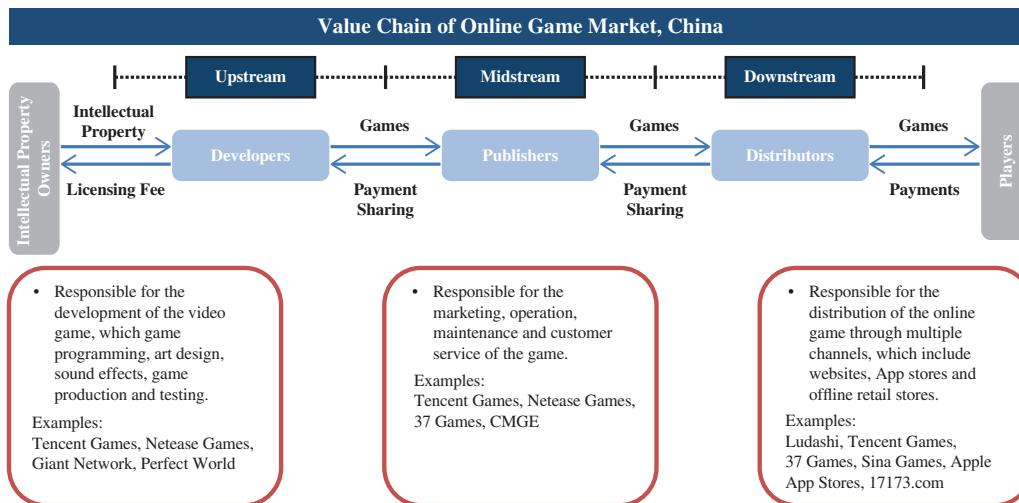 Value Chain of Online Game Market, China
Upstream
Midstream
Downstream
Intellectual Property
Owners
Intellectual
Property
Licensing Fee
Developers
Games
Payment
Sharing
Publishers
Games
Payment
Sharing
Distributors
Games
Payments
Players
• Responsible for the
development of the video
game, which game
programming, art design,
sound effects, game
production and testing.
Examples:
Tencent Games, Netease Games,
Giant Network, Perfect World
• Responsible for the
marketing, operation,
maintenance and customer
service of the game.
Examples:
Tencent Games, Netease Games,
37 Games, CMGE
• Responsible for the
distribution of the online
game through multiple
channels, which include
websites, App stores and
offline retail stores.
Examples:
Ludashi, Tencent Games,
37 Games, Sina Games, Apple
App Stores, 17173.com